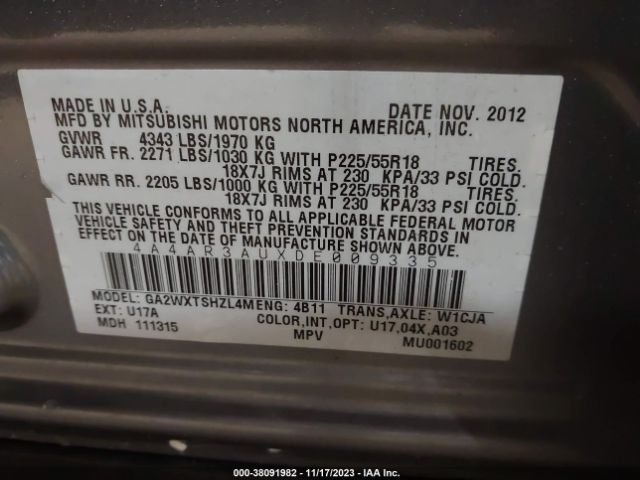 MADE IN U.S.A. DATE NOV. 2012
MFD BY MITSUBISHI MOTORS NORTH AMERICA, INC.
GVWR 4343 LBS/1970 KG
GAWR FR. 2271 LBS/1030 KG WITH P225/55R18 TIRES.
18X7J RIMS AT 230 KPA/33 PSI COLD.
GAWR RR. 2205 LBS/1000 KG WITH P225/55R18 TIRES.
18X7J RIMS AT 230 KPA/33 PSI COLD.
THIS VEHICLE CONFORMS TO ALL APPLICABLE FEDERAL MOTOR
VEHICLE SAFETY AND THEFT PREVENTION STANDARDS IN
EFFECT ON THE DATE OF MANUFACTURE SHOWN ABOVE.
4A4AR3AUXDE009335
MODEL: GA2WXTSHZL4MENG: 4B11 TRANS,AXLE: W1CJA
EXT: U17A COLOR,INT,OPT: U17,04X,A03
MDH 111315 MPV MU001602
000-38091982 - 11/17/2023 - IAA Inc.